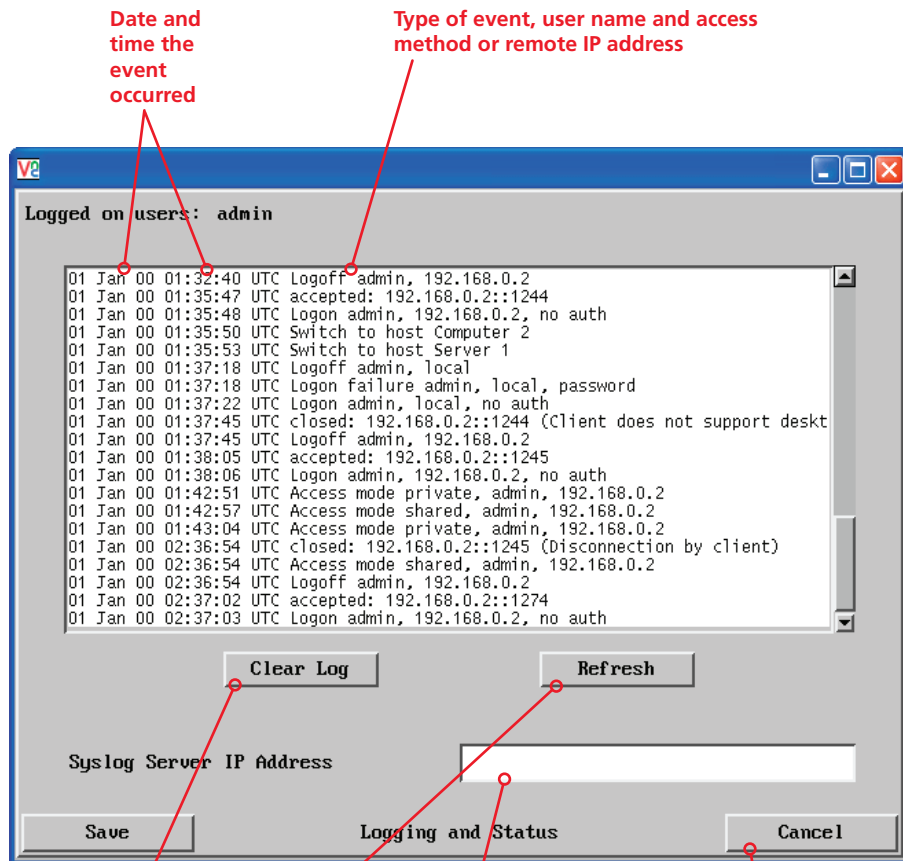 Date and
time the
event
occurred
Type of event, user name and access
method or remote IP address
Logged on users: admin
01 Jan 00 01:32:40 UTC Logoff admin, 192.168.0.2
01 Jan 00 01:35:47 UTC accepted: 192.168.0.2::1244
01 Jan 00 01:35:48 UTC Logon admin, 192.168.0.2, no auth
01 Jan 00 01:35:50 UTC Switch to host Computer 2
01 Jan 00 01:35:53 UTC Switch to host Server 1
01 Jan 00 01:37:18 UTC Logoff admin, local
01 Jan 00 01:37:18 UTC Logon failure admin, local, password
01 Jan 00 01:37:22 UTC Logon admin, local, no auth
01 Jan 00 01:37:45 UTC closed: 192.168.0.2::1244 (Client does not support deskt
01 Jan 00 01:37:45 UTC Logoff admin, 192.168.0.2
01 Jan 00 01:38:05 UTC accepted: 192.168.0.2::1245
01 Jan 00 01:38:06 UTC Logon admin, 192.168.0.2, no auth
01 Jan 00 01:42:51 UTC Access mode private, admin, 192.168.0.2
01 Jan 00 01:42:57 UTC Access mode shared, admin, 192.168.0.2
01 Jan 00 01:43:04 UTC Access mode private, admin, 192.168.0.2
01 Jan 00 02:36:54 UTC closed: 192.168.0.2::1245 (Disconnection by client)
01 Jan 00 02:36:54 UTC Access mode shared, admin, 192.168.0.2
01 Jan 00 02:36:54 UTC Logoff admin, 192.168.0.2
01 Jan 00 02:37:02 UTC accepted: 192.168.0.2::1274
01 Jan 00 02:37:03 UTC Logon admin, 192.168.0.2, no auth
Clear Log
Refresh
Syslog Server IP Address
Save
Logging and Status
Cancel